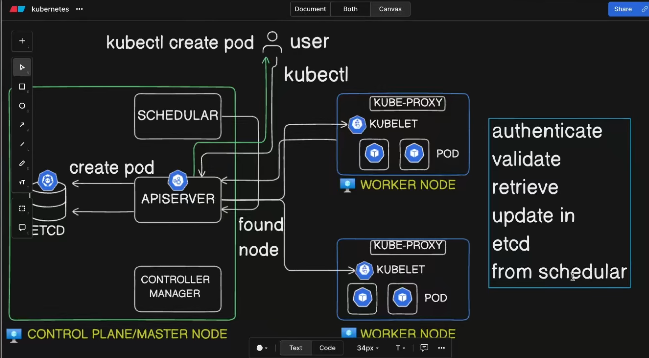 kubernetes
Document
Both
Canvas
Share
kubectl create pod
user
kubectl
SCHEDULAR
KUBE-PROXY
KUBELET
POD
WORKER NODE
authenticate
validate
retrieve
update in
etcd
from schedular
create pod
APISERVER
ETCD
found
node
CONTROLLER
MANAGER
KUBE-PROXY
KUBELET
POD
CONTROL PLANE/MASTER NODE
WORKER NODE
Text
Code
34px
T